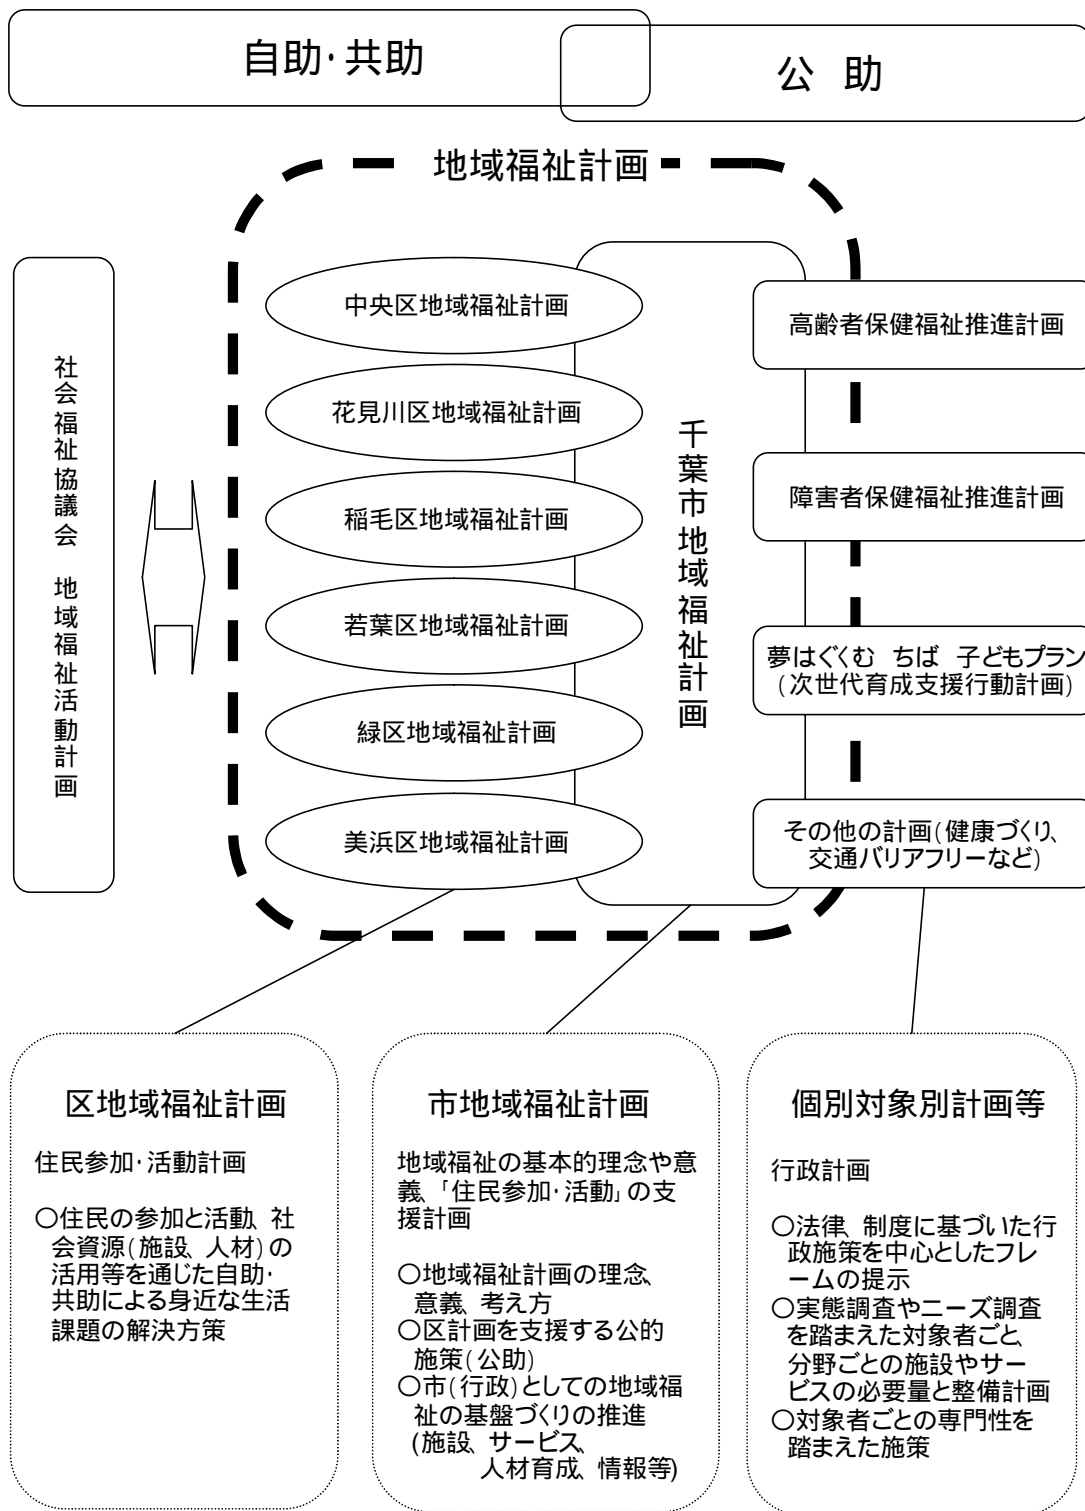 自助・共助
公 助
地域福祉計画
社会福祉協議会 地域福祉活動計画
中央区地域福祉計画
花見川区地域福祉計画
稲毛区地域福祉計画
若葉区地域福祉計画
緑区地域福祉計画
美浜区地域福祉計画
千葉市地域福祉計画
高齢者保健福祉推進計画
障害者保健福祉推進計画
夢はぐくむ ちば 子どもプラン
(次世代育成支援行動計画)
その他の計画(健康づくり、
交通バリアフリーなど)
区地域福祉計画
住民参加・活動計画
○住民の参加と活動、社
会資源(施設、人材)の
活用等を通じた自助・
共助による身近な生活
課題の解決方策
市地域福祉計画
地域福祉の基本的理念や意
義、「住民参加・活動」の支
援計画
○地域福祉計画の理念、
意義、考え方
○区計画を支援する公的
施策(公助)
○市(行政)としての地域福
祉の基盤づくりの推進
(施設、サービス、
人材育成、情報等)
個別対象別計画等
行政計画
○法律、制度に基づいた行
政施策を中心としたフレ
ームの提示
○実態調査やニーズ調査
を踏まえた対象者ごと、
分野ごとの施設やサー
ビスの必要量と整備計画
○対象者ごとの専門性を
踏まえた施策